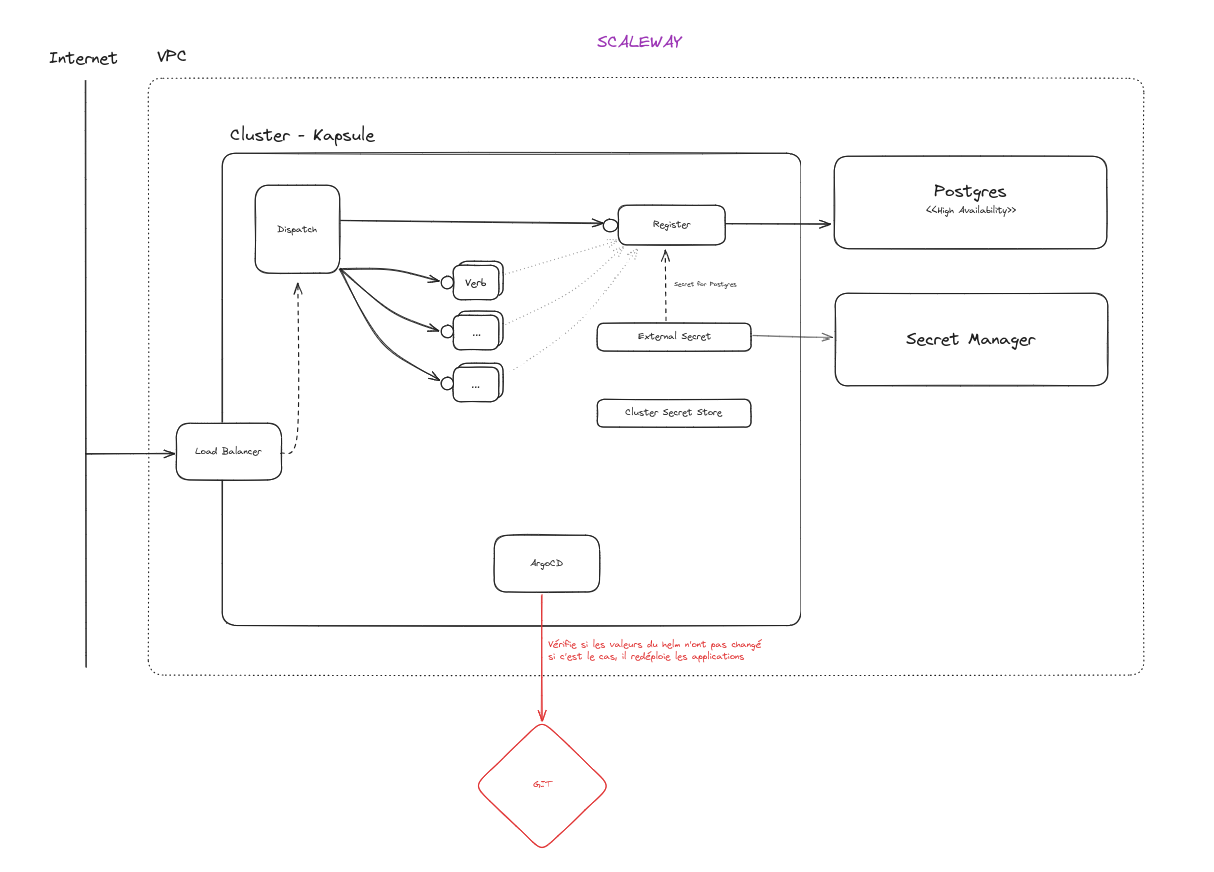 SCALEWAY
Internet
VPC
Cluster - Kapsule
Postgres
<<High Availability>>
Dispatch
Register
Verb
Secret for Postgres
...
External Secret
Secret Manager
...
Cluster Secret Store
Load Balancer
ArgoCD
Vérifie si les valeurs du helm n'ont pas changé
si c'est le cas, il redéploie les applications
GIT